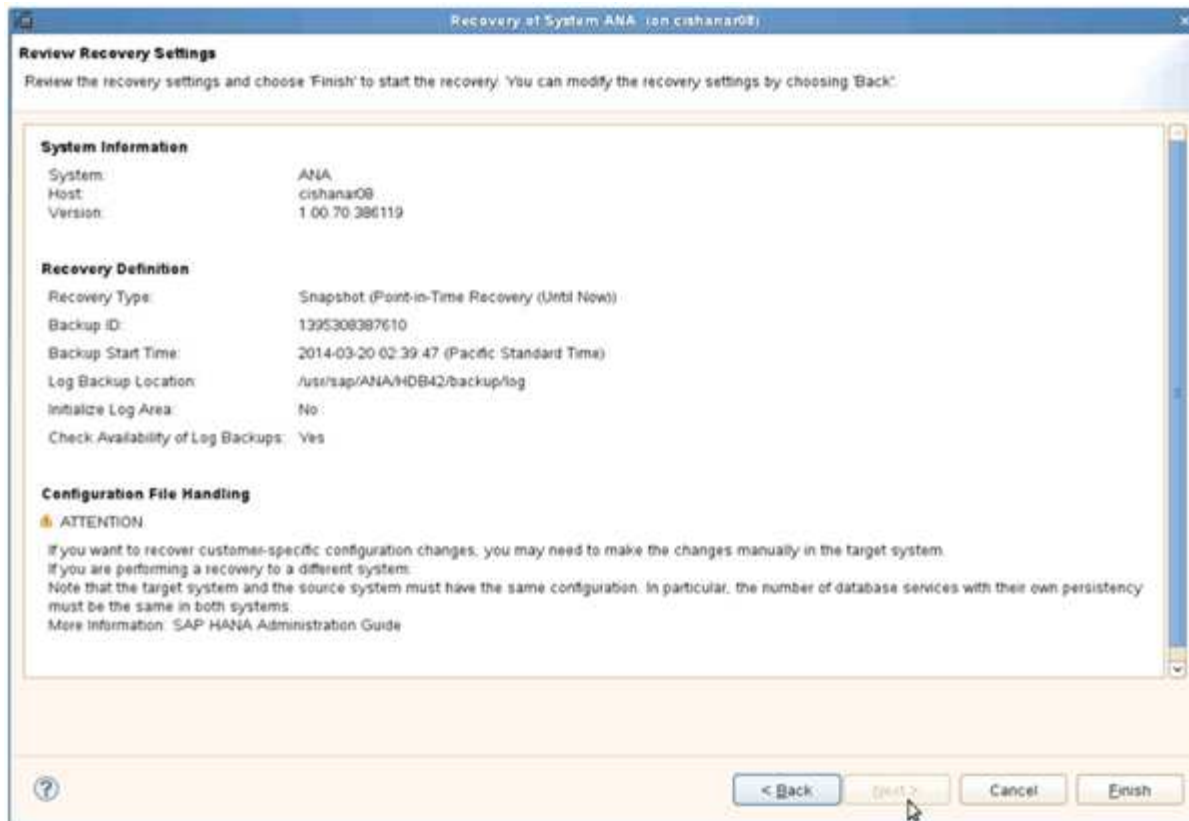 Recovery of System ANA (on cishanar08)
Review Recovery Settings
Review the recovery settings and choose 'Finish' to start the recovery. You can modify the recovery settings by choosing 'Back'.
System Information
System: ANA
Host: cishanar08
Version: 1.00.70.386119
Recovery Definition
Recovery Type: Snapshot (Point-in-Time Recovery (Until Now))
Backup ID: 1395308387610
Backup Start Time: 2014-03-20 02:39:47 (Pacific Standard Time)
Log Backup Location: /usr/sap/ANA/HDB42/backup/log
Initialize Log Area: No
Check Availability of Log Backups: Yes
Configuration File Handling
ATTENTION
If you want to recover customer-specific configuration changes, you may need to make the changes manually in the target system.
If you are performing a recovery to a different system:
Note that the target system and the source system must have the same configuration. In particular, the number of database services with their own persistency
must be the same in both systems.
More Information: SAP HANA Administration Guide
< Back Next > Cancel Finish